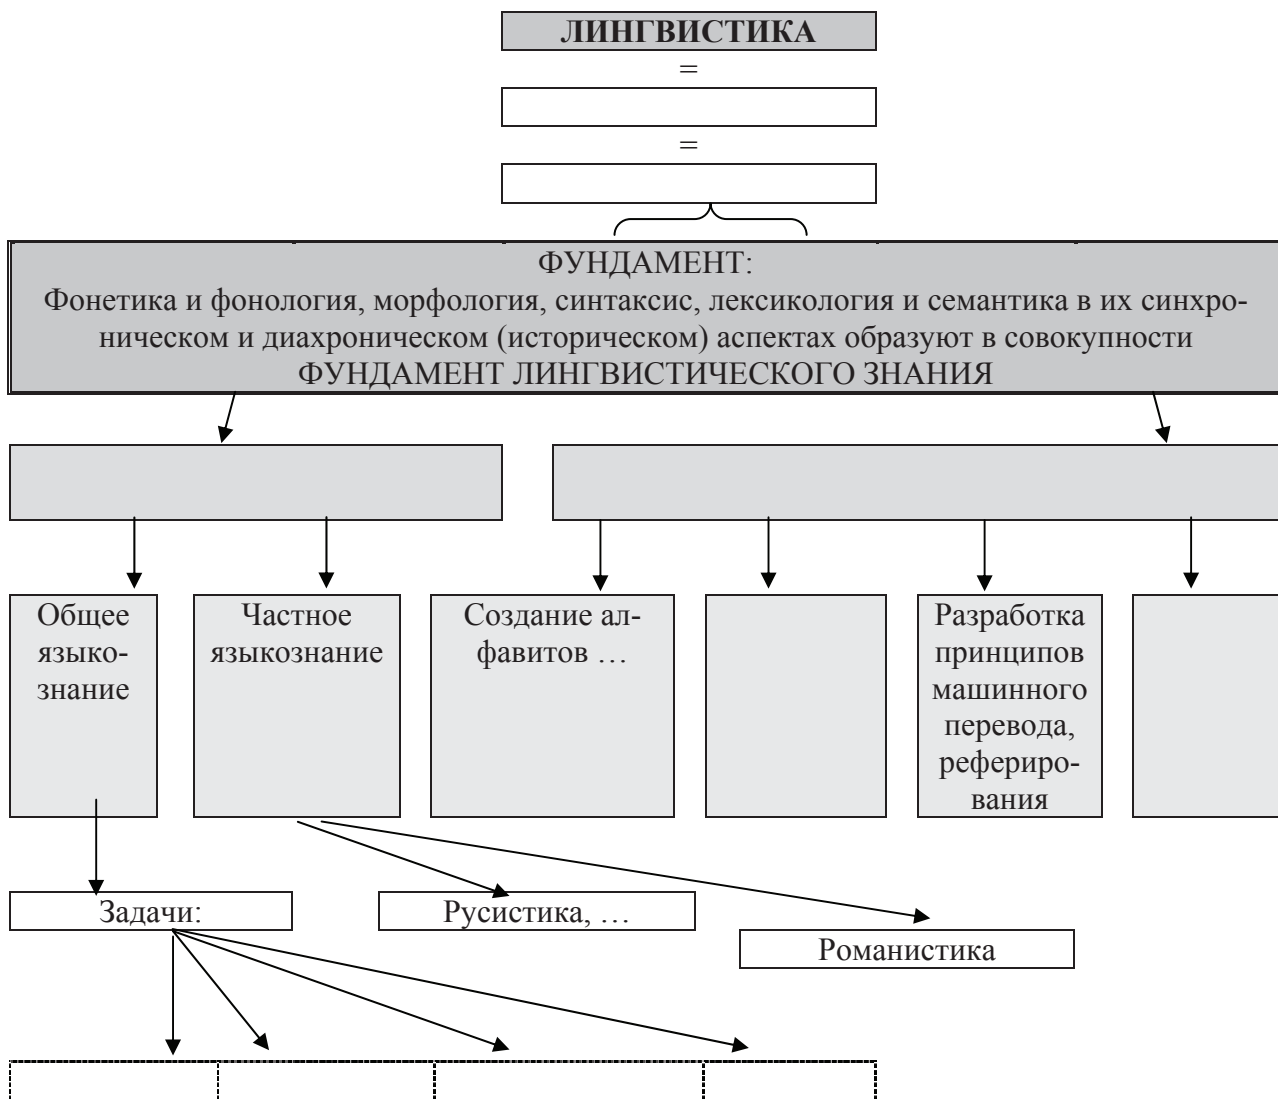 ЛИНГВИСТИКА
=
=
ФУНДАМЕНТ:
Фонетика и фонология, морфология, синтаксис, лексикология и семантика в их синхро-
ническом и диахроническом (историческом) аспектах образуют в совокупности
ФУНДАМЕНТ ЛИНГВИСТИЧЕСКОГО ЗНАНИЯ
Общее
языко-
знание
Частное
языкознание
Создание ал-
фавитов …
Разработка
принципов
машинного
перевода,
рефериро-
вания
Задачи:
Русистика, …
Романистика